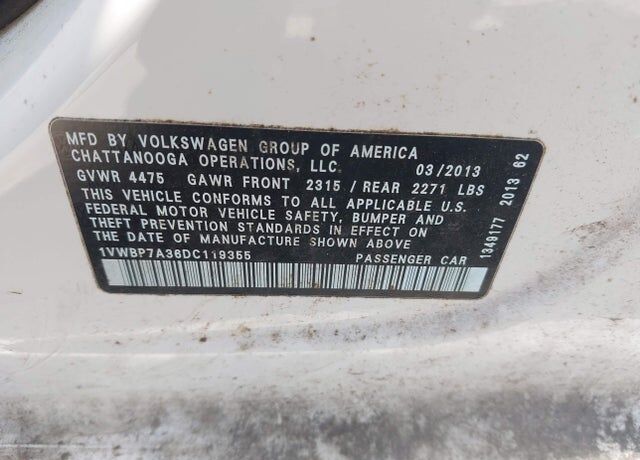 MFD BY VOLKSWAGEN GROUP OF AMERICA
CHATTANOOGA OPERATIONS, LLC 03/2013
GVWR 4475 GAWR FRONT 2315 / REAR 2271 LBS
THIS VEHICLE CONFORMS TO ALL APPLICABLE U.S.
FEDERAL MOTOR VEHICLE SAFETY, BUMPER AND
THEFT PREVENTION STANDARDS IN EFFECT ON
THE DATE OF MANUFACTURE SHOWN ABOVE
1VWBP7A36DC119355 PASSENGER CAR
1349177 2013 62